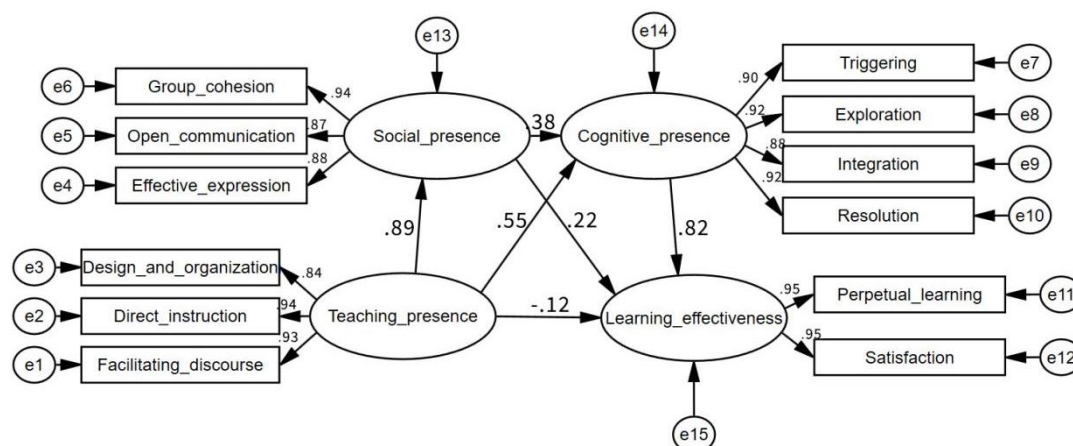 e13
e14
e6
Group_cohesion
.94
e5
Open_communication
.87
e4
Effective_expression
.88
Social_presence
.38
Cognitive_presence
.90
Triggering
e7
.92
Exploration
e8
.88
Integration
e9
.92
Resolution
e10
.89
.55
.22
.82
e3
Design_and_organization
.84
e2
Direct_instruction
.94
e1
Facilitating_discourse
.93
Teaching_presence
-.12
Learning_effectiveness
.95
Perpetual_learning
e11
.95
Satisfaction
e12
e15